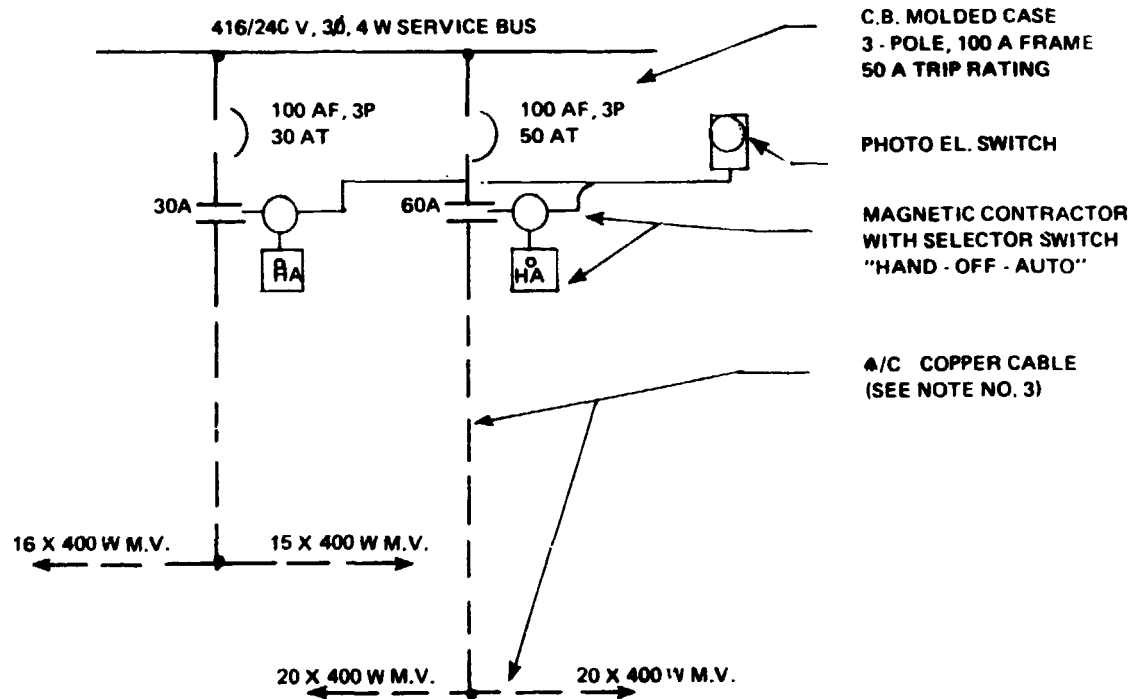 416/240 V, 3Ø, 4 W SERVICE BUS
C.B. MOLDED CASE
3 - POLE, 100 A FRAME
50 A TRIP RATING
100 AF, 3P
30 AT
100 AF, 3P
50 AT
PHOTO EL. SWITCH
30A
60A
MAGNETIC CONTRACTOR
WITH SELECTOR SWITCH
"HAND - OFF - AUTO"
O
HA
O
HA
4/C COPPER CABLE
(SEE NOTE NO. 3)
16 X 400 W M.V.
15 X 400 W M.V.
20 X 400 W M.V.
20 X 400 W M.V.